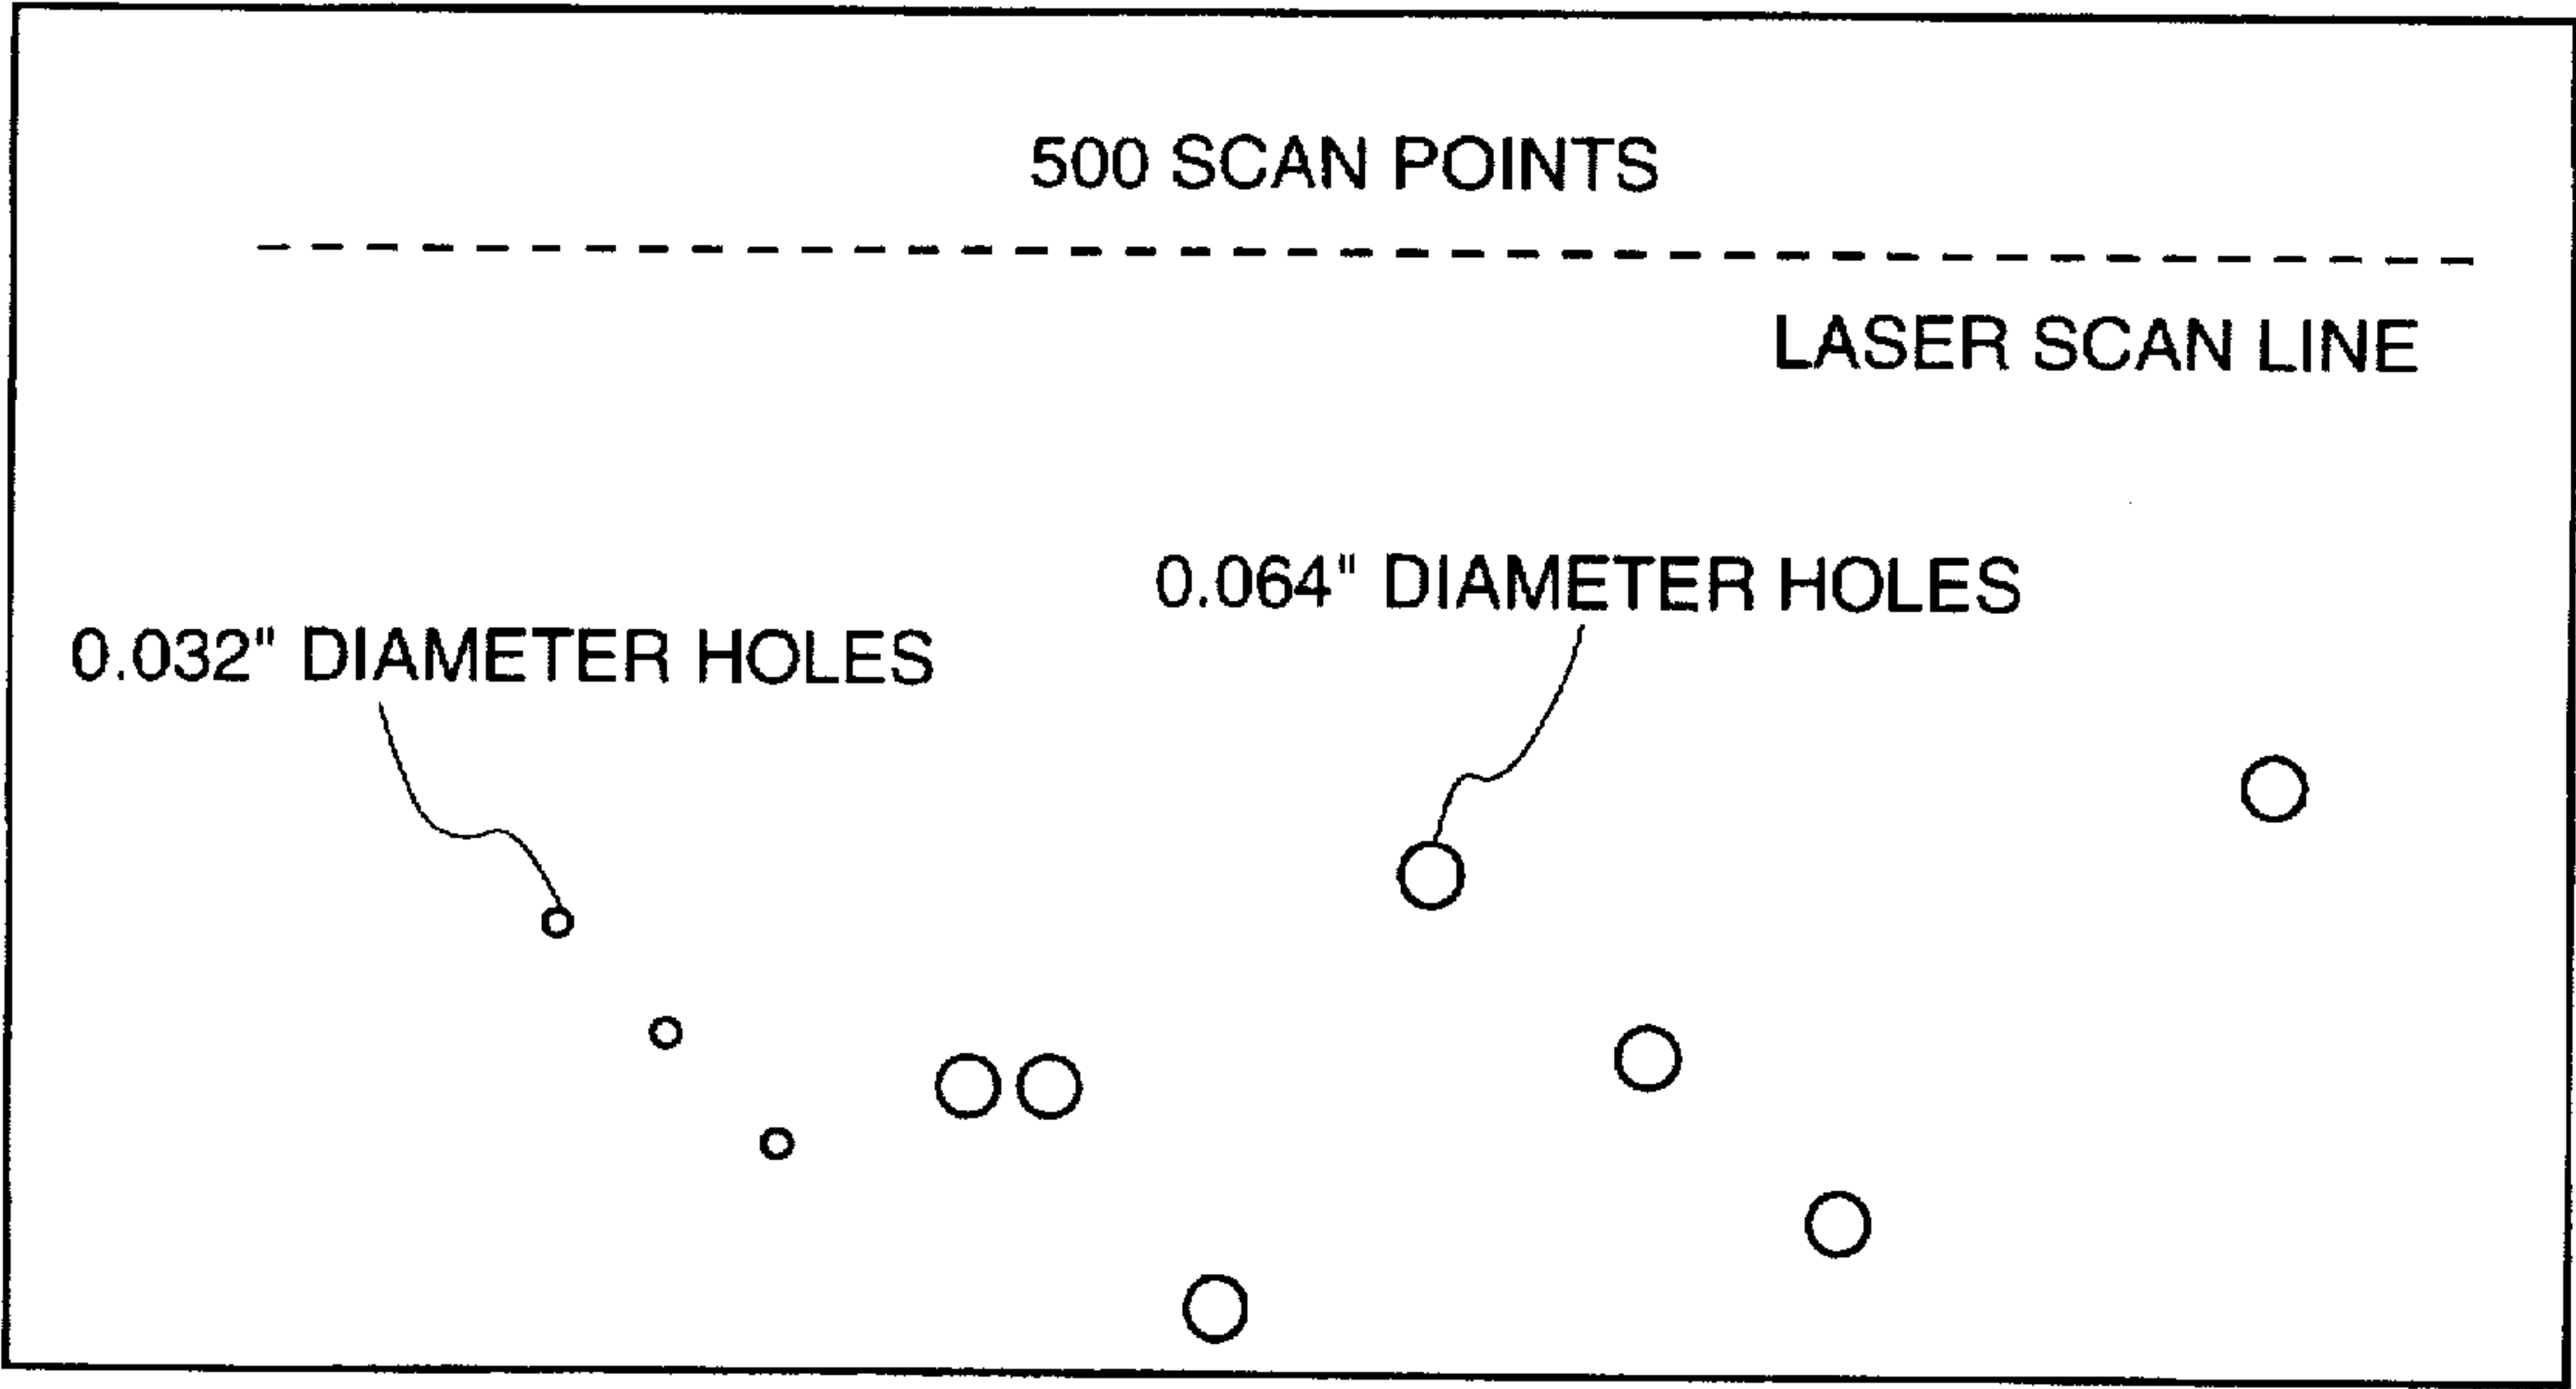 500 SCAN POINTS
LASER SCAN LINE
0.064" DIAMETER HOLES
0.032" DIAMETER HOLES